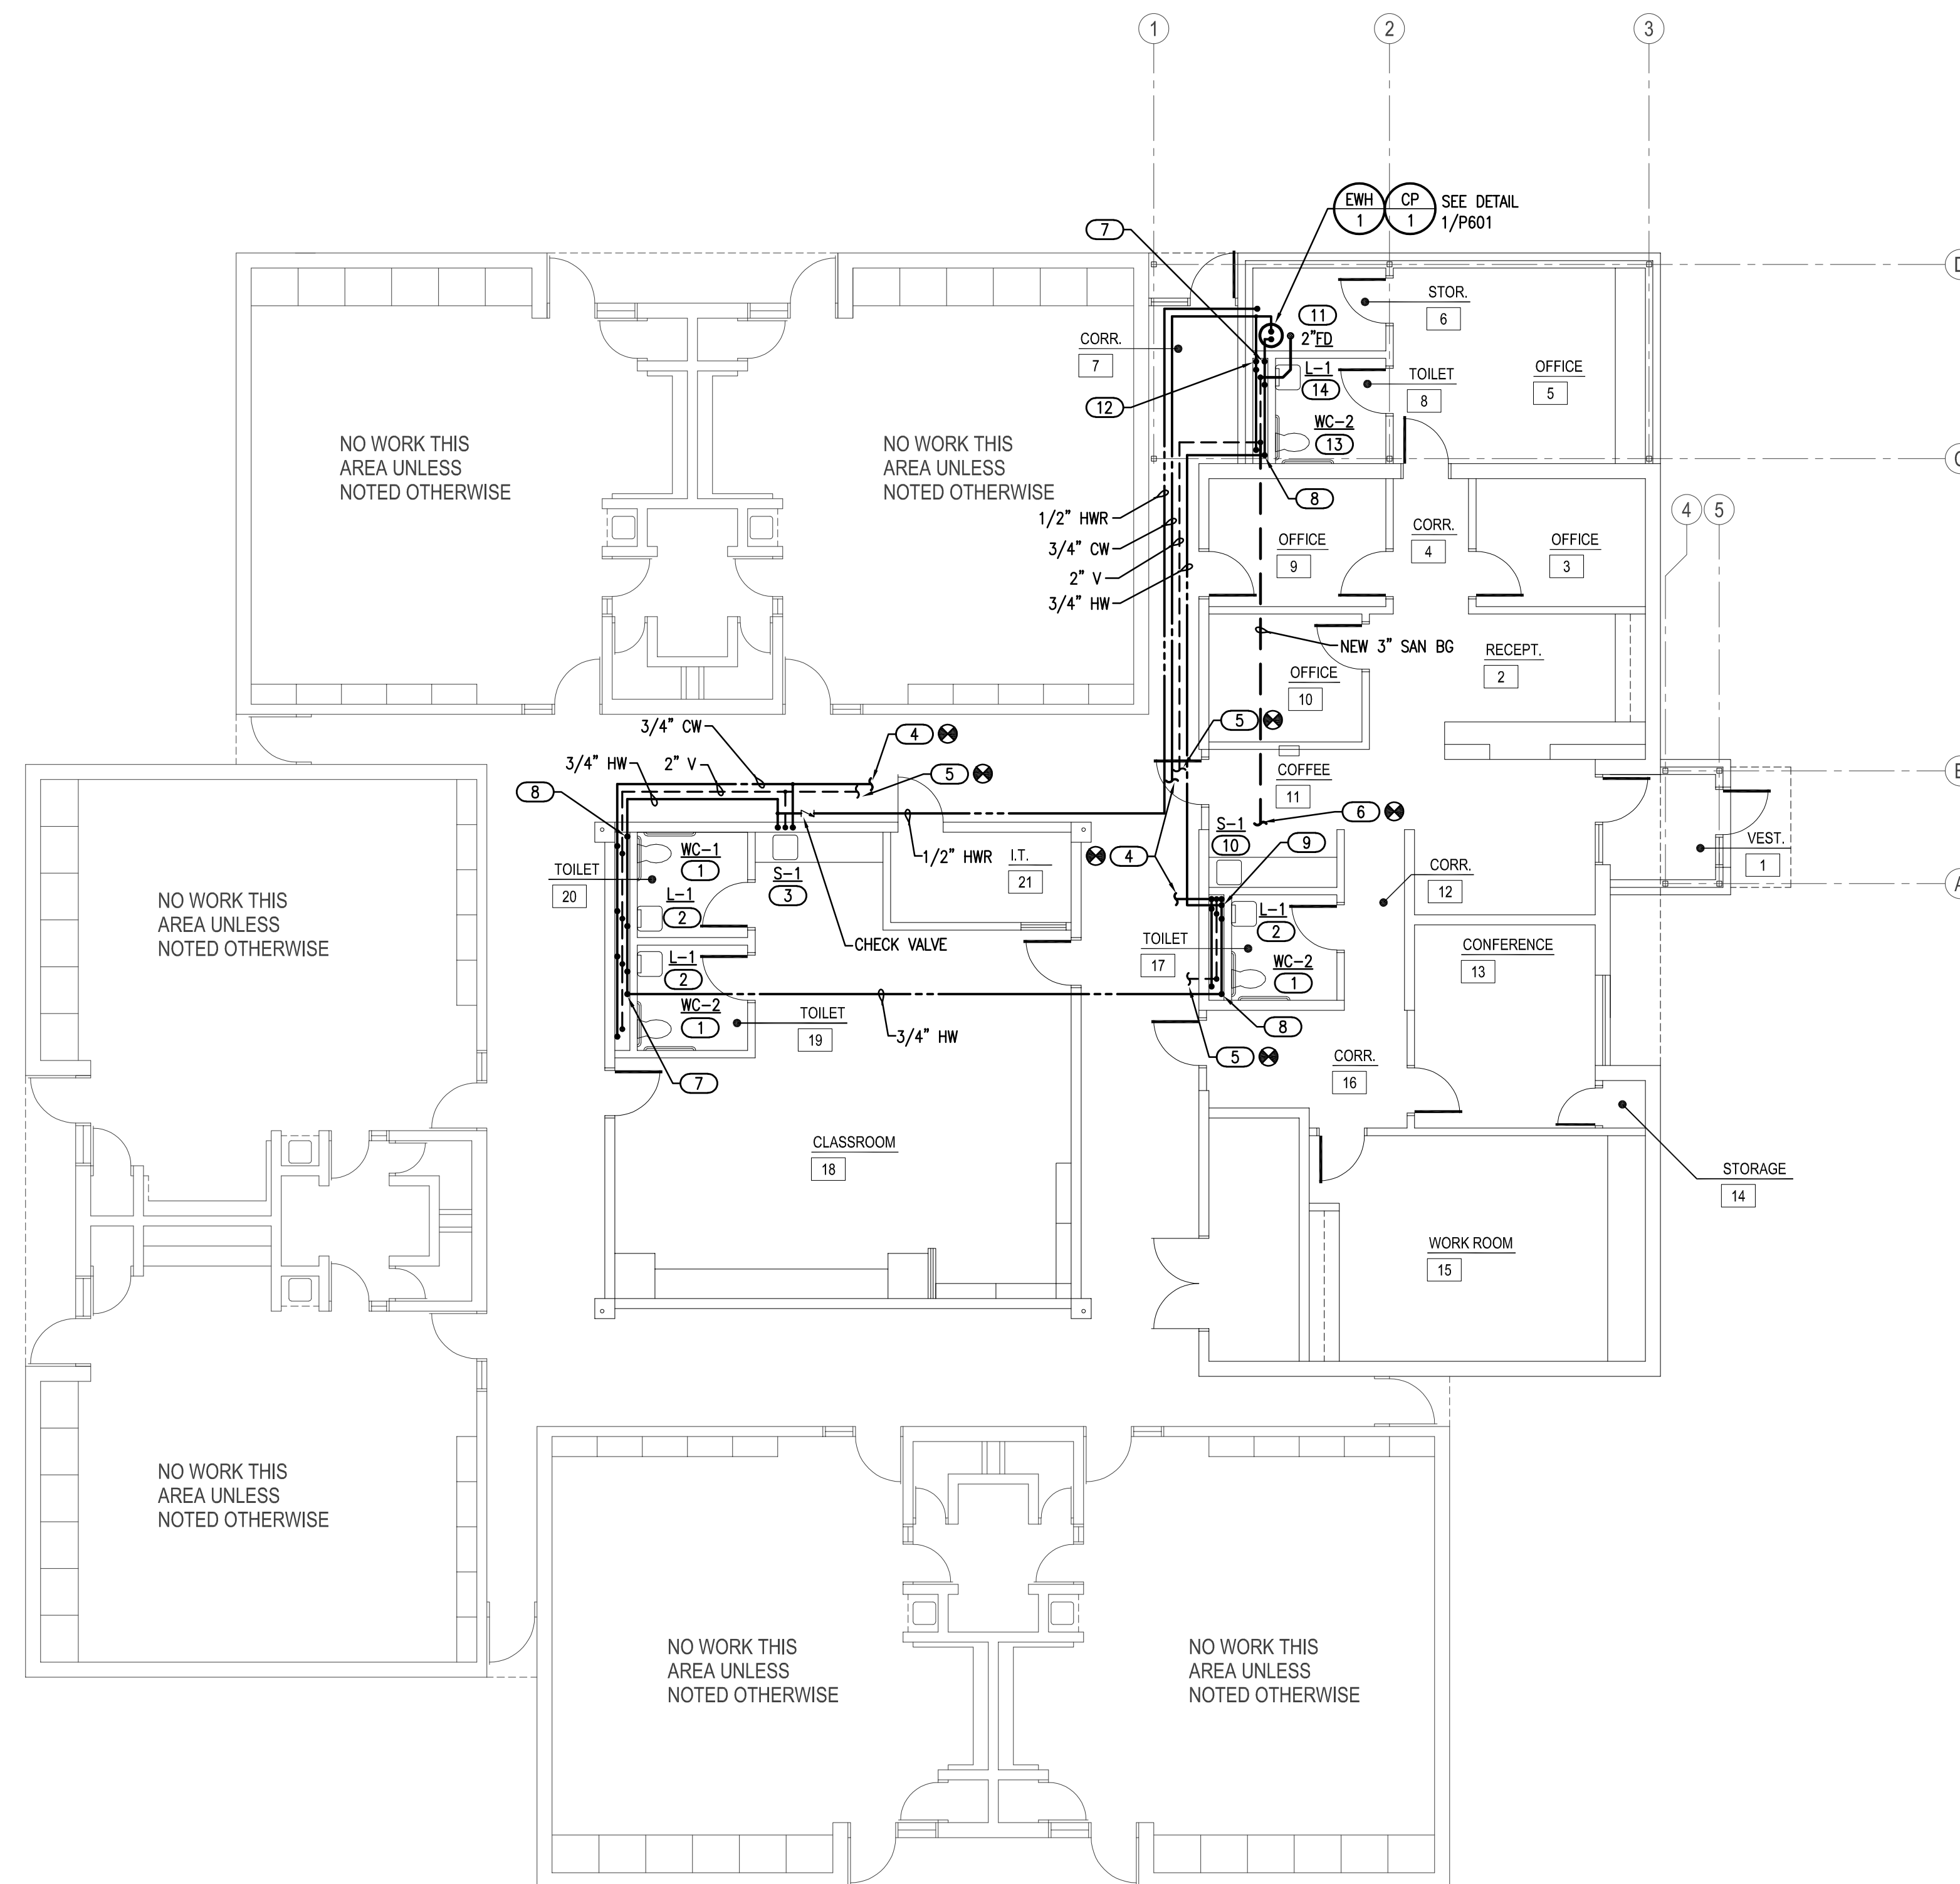 1
2
3
EWH
1
CP
1
SEE DETAIL
1/P601
7
D
STOR.
6
11
2"FD
CORR.
7
L-1
14
TOILET
8
OFFICE
5
12
WC-2
13
NO WORK THIS
AREA UNLESS
NOTED OTHERWISE
NO WORK THIS
AREA UNLESS
NOTED OTHERWISE
C
8
4
5
1/2" HWR
3/4" CW
2" V
3/4" HW
OFFICE
9
CORR.
4
OFFICE
3
NEW 3" SAN BG
OFFICE
10
RECEPT.
2
3/4" CW
4
5
3/4" HW
2" V
5
8
COFFEE
11
B
6
S-1
10
9
VEST.
1
WC-1
1
TOILET
20
L-1
2
S-1
3
1/2" HWR
I.T.
21
4
CORR.
12
A
NO WORK THIS
AREA UNLESS
NOTED OTHERWISE
CHECK VALVE
L-1
2
TOILET
17
L-1
2
WC-2
1
CONFERENCE
13
WC-2
1
TOILET
19
3/4" HW
8
5
7
CORR.
16
CLASSROOM
18
STORAGE
14
WORK ROOM
15
NO WORK THIS
AREA UNLESS
NOTED OTHERWISE
NO WORK THIS
AREA UNLESS
NOTED OTHERWISE
NO WORK THIS
AREA UNLESS
NOTED OTHERWISE